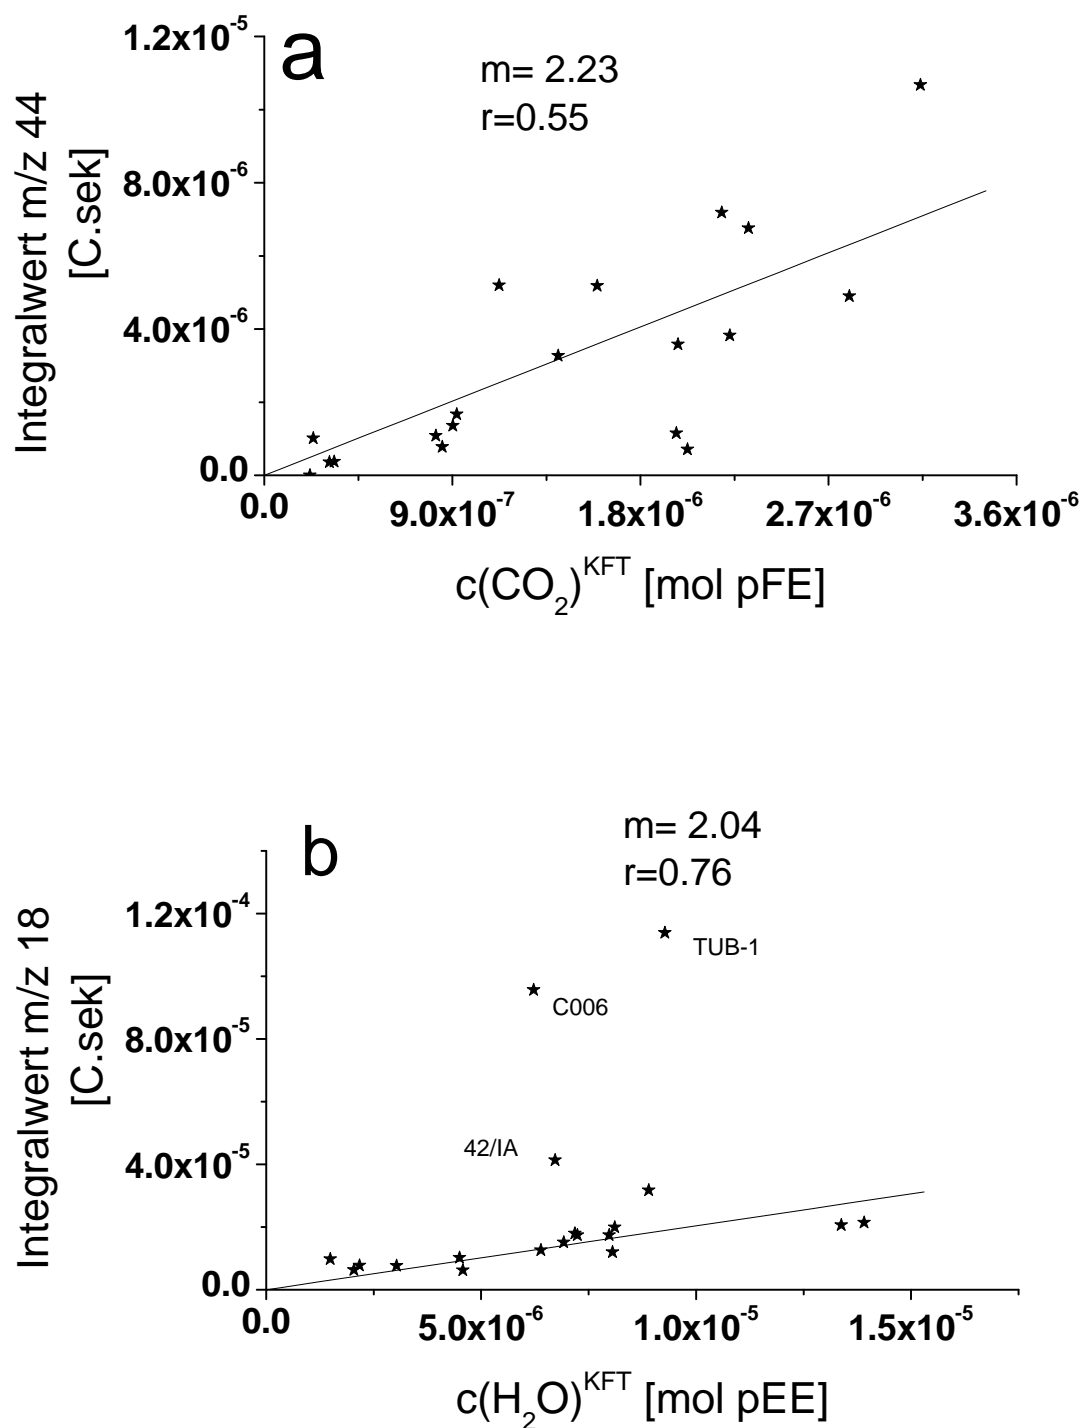 a
m= 2.23
r=0.55
Integralwert m/z 44
[C.sek]
1.2x10⁻⁵
8.0x10⁻⁶
4.0x10⁻⁶
0.0
0.0 9.0x10⁻⁷ 1.8x10⁻⁶ 2.7x10⁻⁶ 3.6x10⁻⁶
c(CO₂)ᴷᶠᵀ [mol pFE]
b
m= 2.04
r=0.76
Integralwert m/z 18
[C.sek]
1.2x10⁻⁴
TUB-1
C006
8.0x10⁻⁵
42/IA
4.0x10⁻⁵
0.0
0.0 5.0x10⁻⁶ 1.0x10⁻⁵ 1.5x10⁻⁵
c(H₂O)ᴷᶠᵀ [mol pEE]